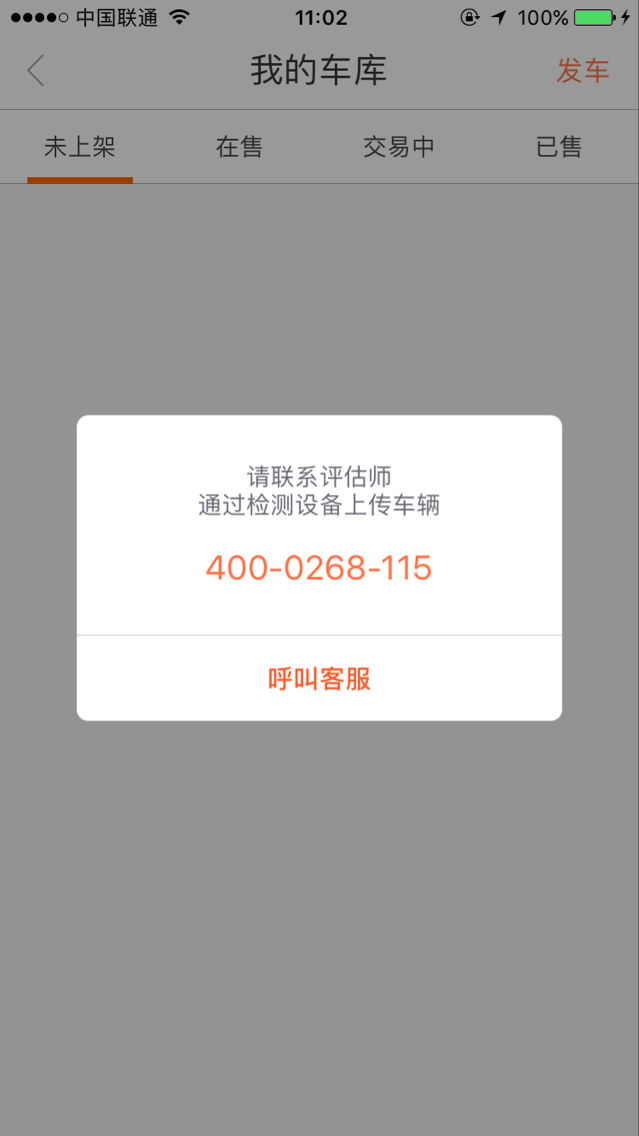 中国联通 11:02 100%
我的车库 发车
未上架 在售 交易中 已售
请联系评估师
通过检测设备上传车辆
400-0268-115
呼叫客服